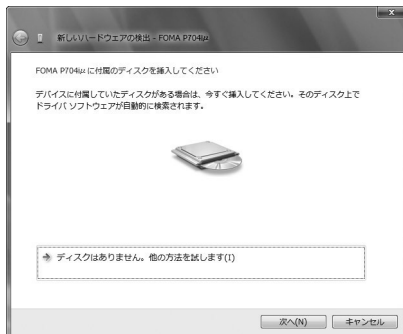 新しいハードウェアの検出 - FOMA P704iμ
FOMA P704iμ に付属のディスクを挿入してください
デバイスに付属していたディスクがある場合は、今すぐ挿入してください。そのディスク上で
ドライバ ソフトウェアが自動的に検索されます。
ディスクはありません。他の方法を試します(I)
次へ(N)
キャンセル